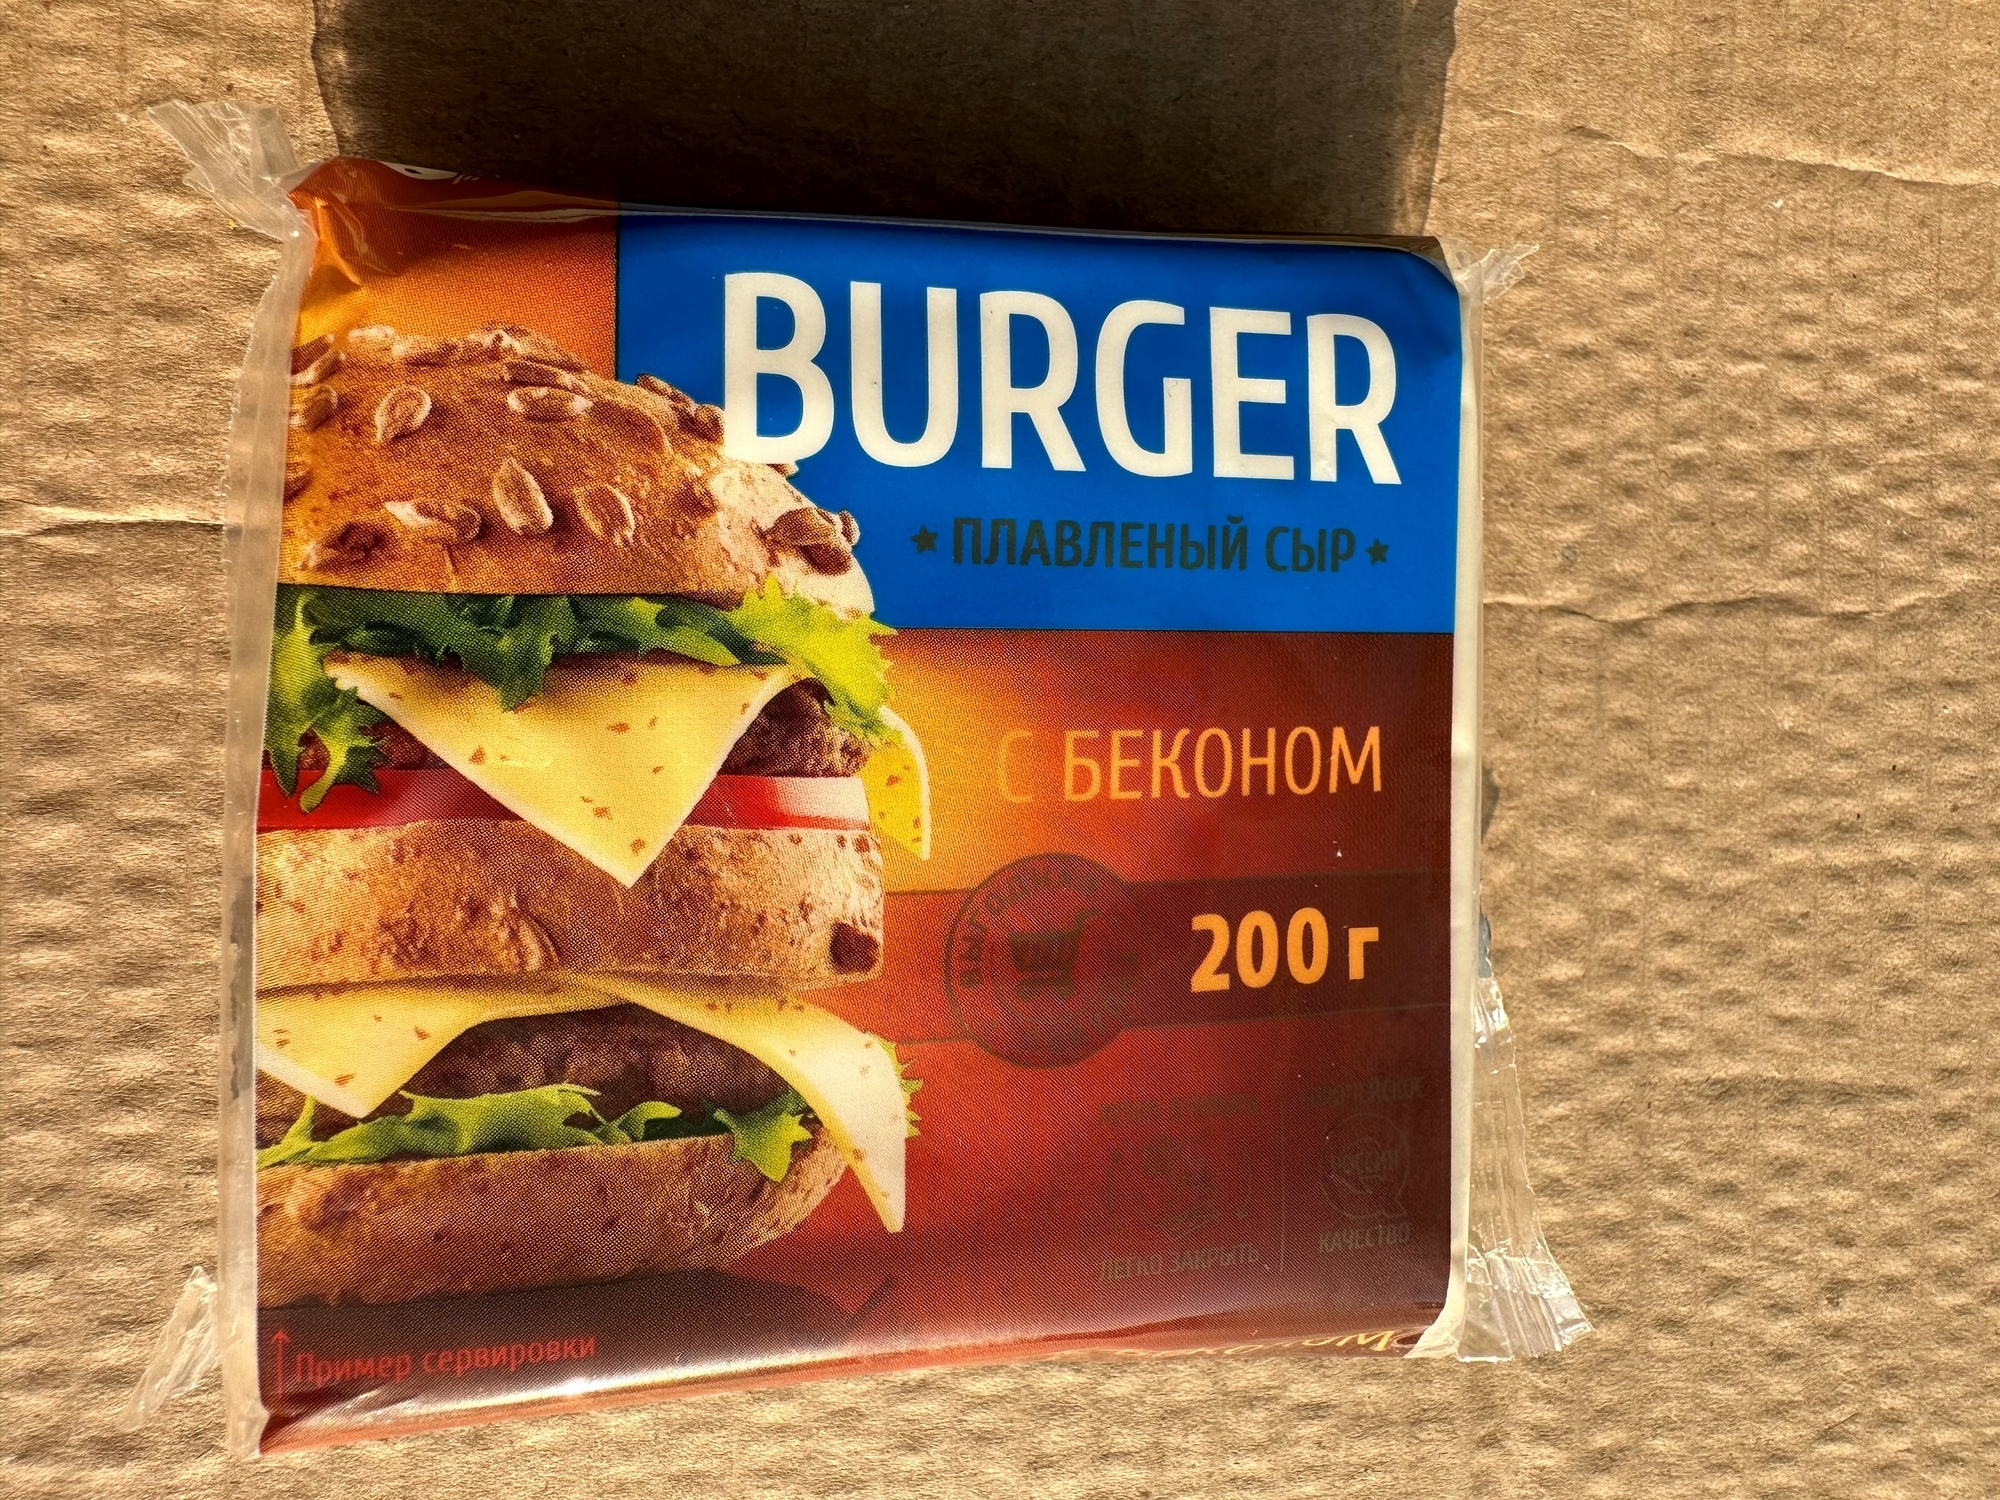 BURGER
★ ПЛАВЛЕНЫЙ СЫР ★
С БЕКОНОМ
200 г
ЛЕГКО ЗАКРЫТЬ
КАЧЕСТВО
Пример сервировки